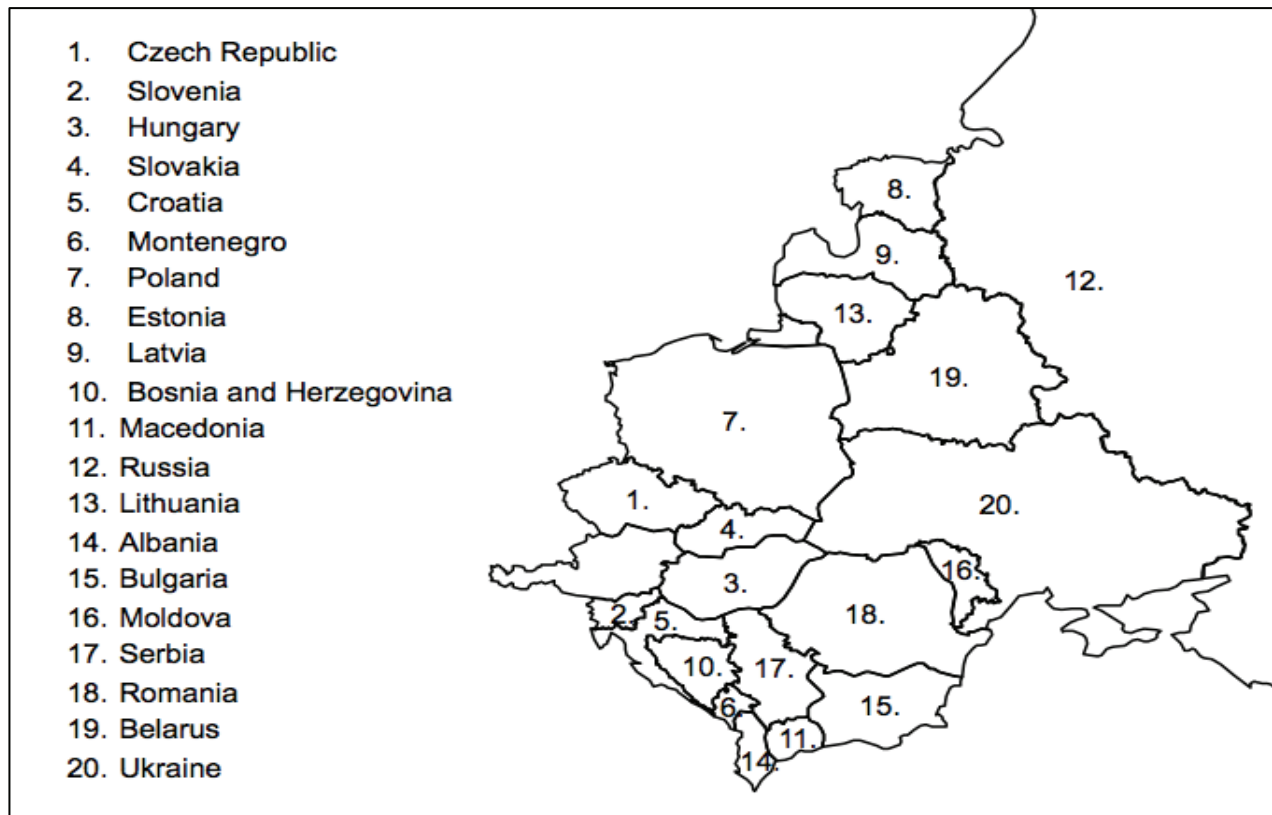 1. Czech Republic
2. Slovenia
3. Hungary
4. Slovakia
5. Croatia
6. Montenegro
7. Poland
8. Estonia
9. Latvia
10. Bosnia and Herzegovina
11. Macedonia
12. Russia
13. Lithuania
14. Albania
15. Bulgaria
16. Moldova
17. Serbia
18. Romania
19. Belarus
20. Ukraine
8.
9.
12.
13.
19.
7.
1.
20.
4.
16.
3.
2.
5.
18.
10.
17.
6.
15.
11.
14.